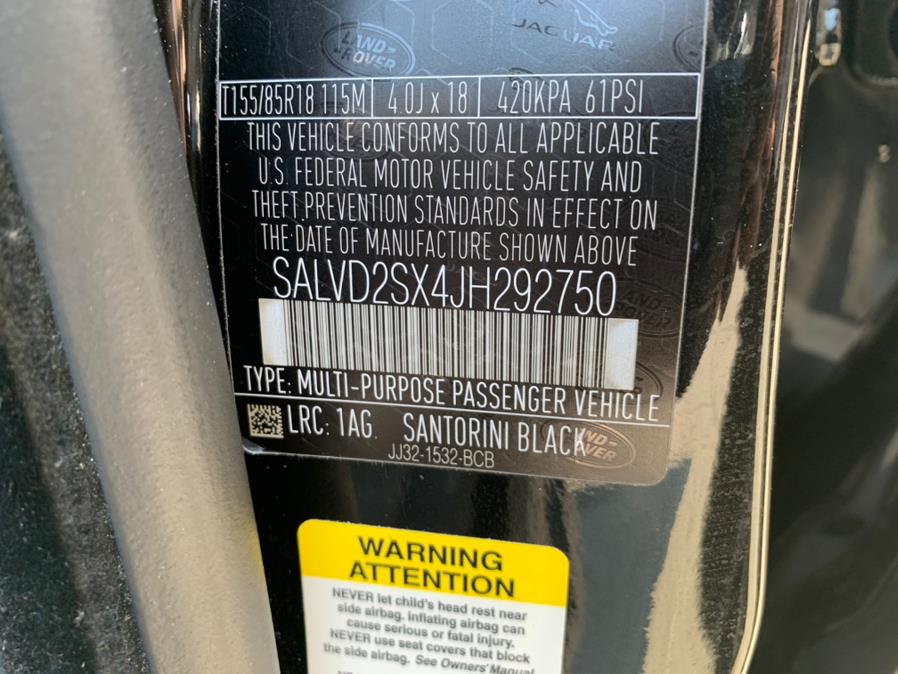 LAND-
ROVER
JAGUAR
T155/85R18 115M 4.0J x 18 420KPA 61PSI
THIS VEHICLE CONFORMS TO ALL APPLICABLE
U.S. FEDERAL MOTOR VEHICLE SAFETY AND
THEFT PREVENTION STANDARDS IN EFFECT ON
THE DATE OF MANUFACTURE SHOWN ABOVE
SALVD2SX4JH292750
TYPE: MULTI-PURPOSE PASSENGER VEHICLE
LRC: 1AG. SANTORINI BLACK
JJ32-1532-BCB
WARNING
ATTENTION
NEVER let child's head rest near
side airbag, inflating airbag can
cause serious or fatal injury.
NEVER use seat covers that block
the side airbag. See Owners' Manual